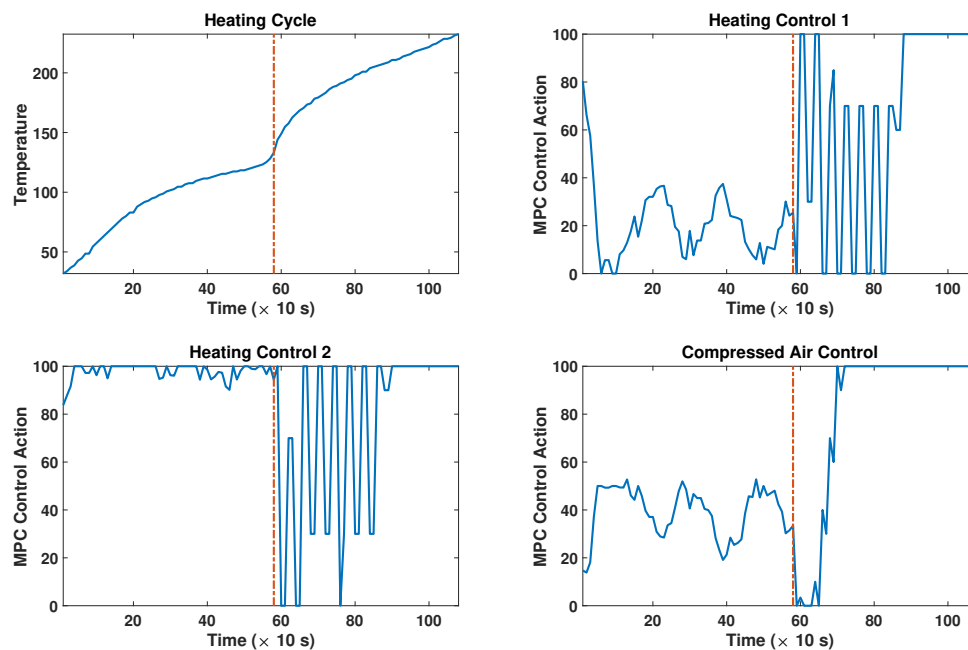 Heating Cycle
Temperature
200
150
100
50
20 40 60 80 100
Time (× 10 s)
Heating Control 1
MPC Control Action
100
80
60
40
20
0
20 40 60 80 100
Time (× 10 s)
Heating Control 2
MPC Control Action
100
80
60
40
20
0
20 40 60 80 100
Time (× 10 s)
Compressed Air Control
MPC Control Action
100
80
60
40
20
0
20 40 60 80 100
Time (× 10 s)